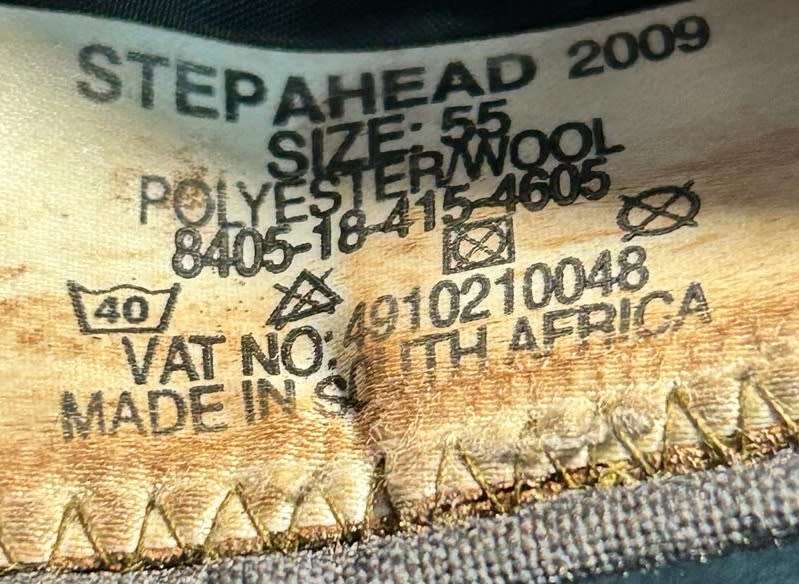 STEPAHEAD 2009
SIZE: 55
POLYESTER/WOOL
8405-18-415-4605
40
VAT NO: 4910210048
MADE IN SOUTH AFRICA